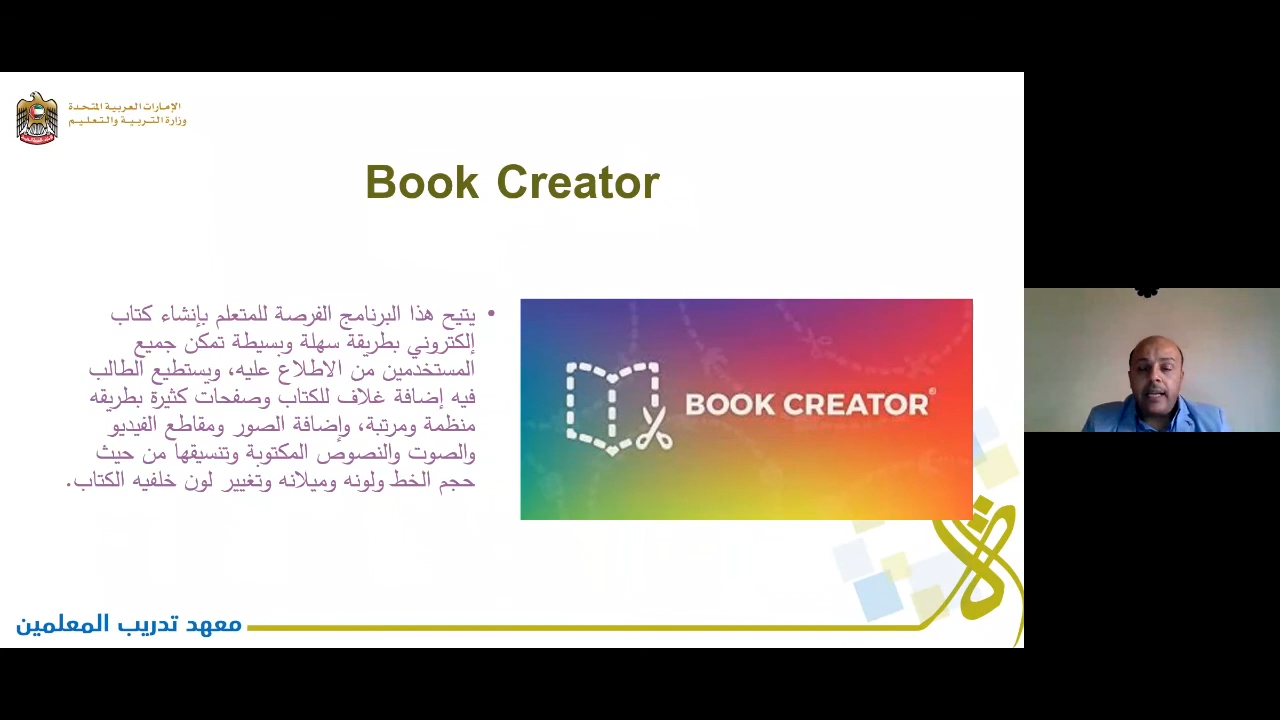 الإمارات العربية المتحدة
وزارة التربية والتعليم
Book Creator
• يتيح هذا البرنامج الفرصة للمتعلم بإنشاء كتاب
إلكتروني بطريقة سهلة وبسيطة تمكن جميع
المستخدمين من الاطلاع عليه، ويستطيع الطالب
فيه إضافة غلاف للكتاب وصفحات كثيرة بطريقه
منظمة ومرتبة، وإضافة الصور ومقاطع الفيديو
والصوت والنصوص المكتوبة وتنسيقها من حيث
حجم الخط ولونه وميلانه وتغيير لون خلفيه الكتاب.
BOOK CREATOR®
معهد تدريب المعلمين